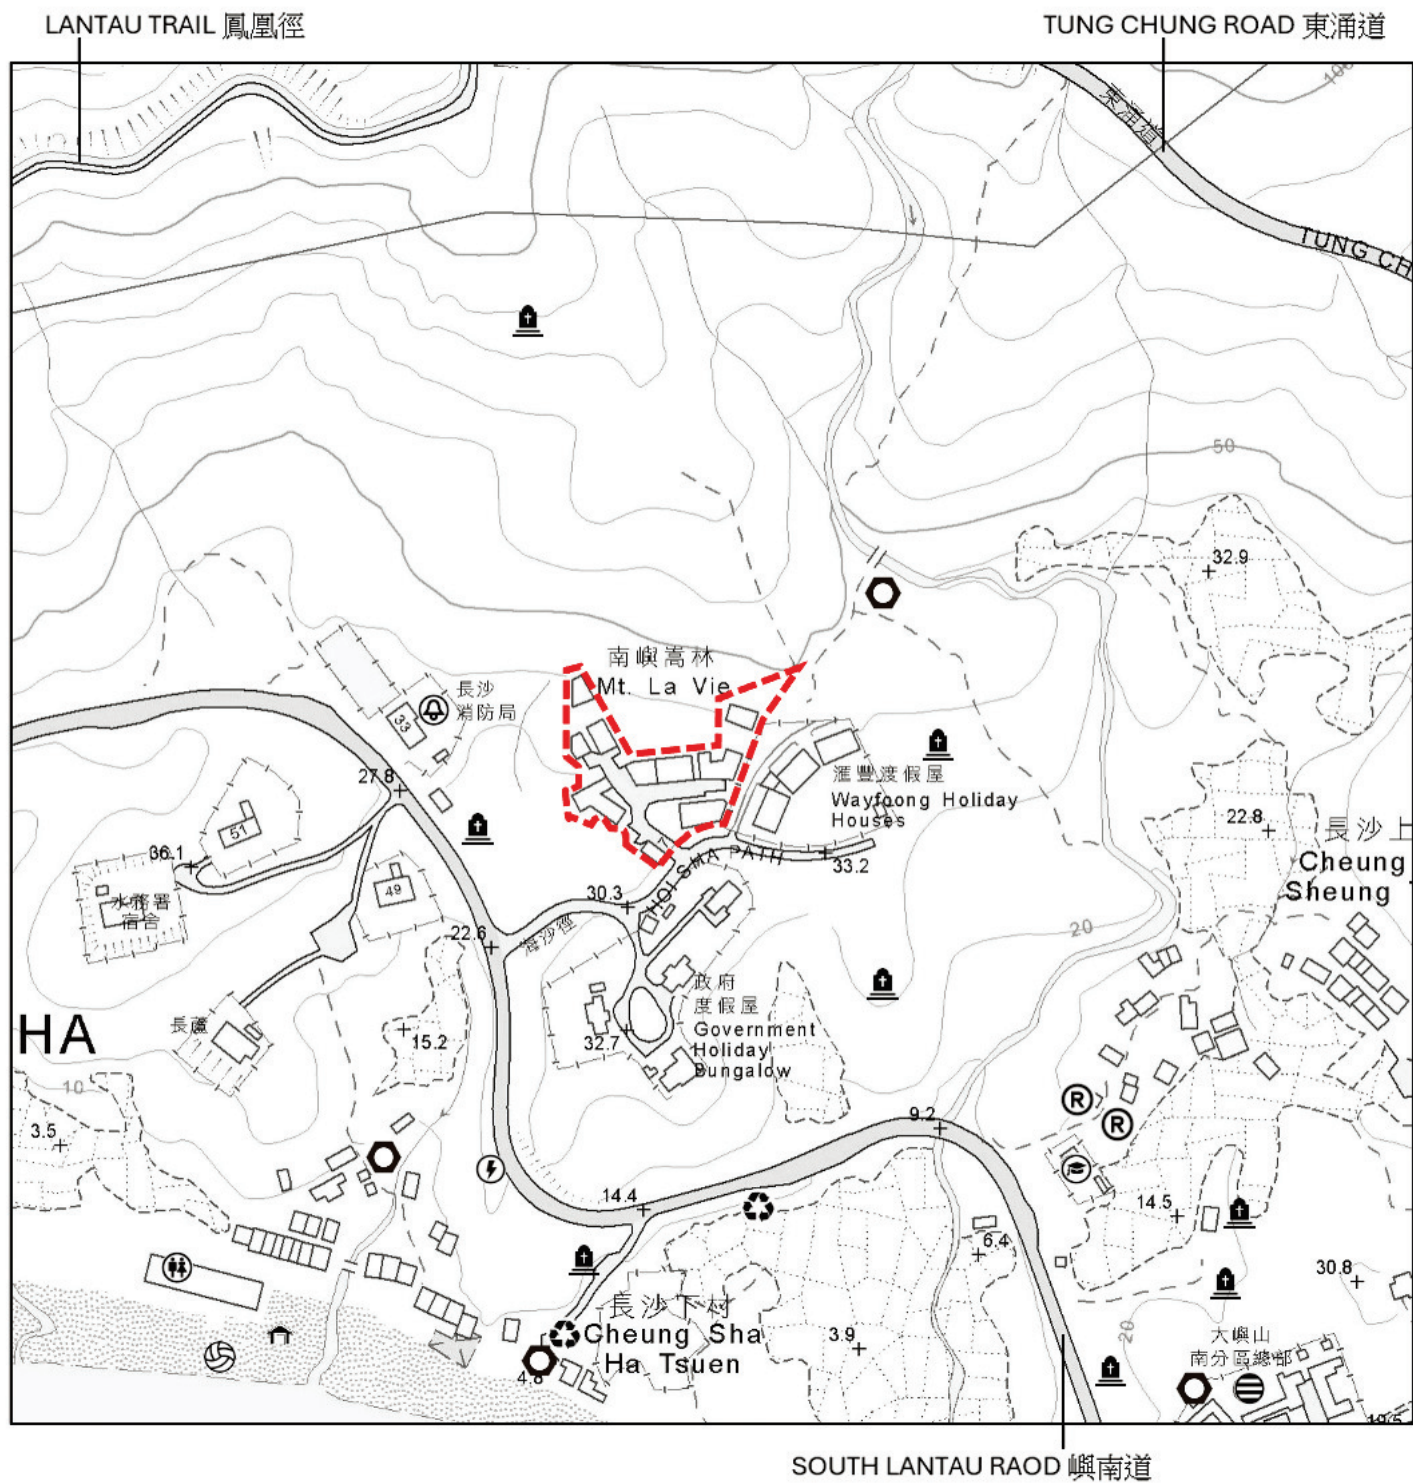 LANTAU TRAIL 鳳凰徑
TUNG CHUNG ROAD 東涌道
100
東涌道
TUNG CH
50
32.9
南嶼嵩林
Mt. La Vie
長沙
消防局
33
27.8
滙豐渡假屋
Wayfoong Holiday
Houses
22.8
長沙上
Cheung
Sheung
51
36.1
49
水務署
宿舍
HOI SHA PATH
33.2
30.3
海沙徑
22.6
20
政府
度假屋
Government
Holiday
Bungalow
32.7
長蘆
HA
15.2
10
3.5
9.2
R
R
14.4
14.5
6.4
30.8
長沙下村
Cheung Sha
Ha Tsuen
3.9
4.8
20
大嶼山
南分區總部
19.5
SOUTH LANTAU RAOD 嶼南道